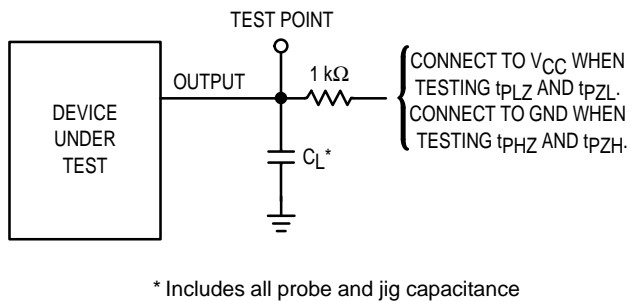 TEST POINT
OUTPUT
1 kΩ
DEVICE
UNDER
TEST
CL*
CONNECT TO VCC WHEN
TESTING tPLZ AND tPZL.
CONNECT TO GND WHEN
TESTING tPHZ AND tPZH.
* Includes all probe and jig capacitance